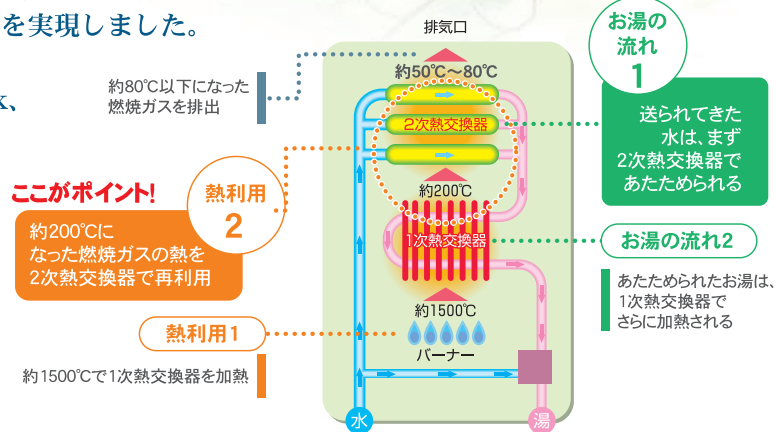 を実現しました。
排気口
お湯の
流れ
1
約50℃～80℃
約80℃以下になった
燃焼ガスを排出
送られてきた
水は、まず
2次熱交換器で
あたためられる
2次熱交換器
ここがポイント!
熱利用
2
約200℃
約200℃に
なった燃焼ガスの熱を
2次熱交換器で再利用
1次熱交換器
お湯の流れ2
あたためられたお湯は、
1次熱交換器で
さらに加熱される
約1500℃
熱利用1
バーナー
約1500℃で1次熱交換器を加熱
水
湯